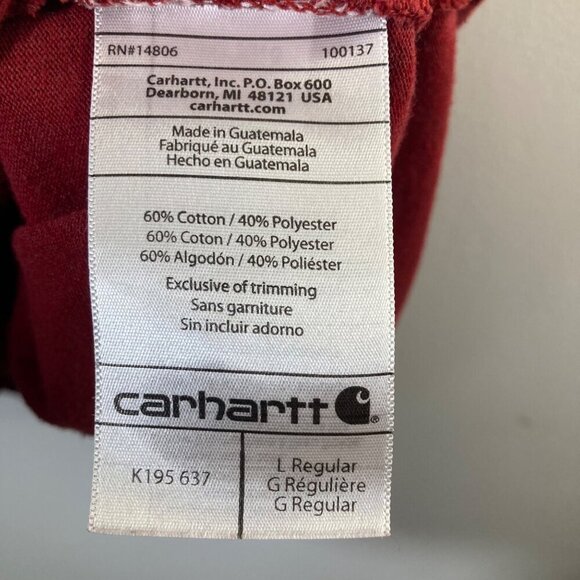 RN#14806 100137
Carhartt, Inc. P.O. Box 600
Dearborn, MI 48121 USA
carhartt.com
Made in Guatemala
Fabriqué au Guatemala
Hecho en Guatemala
60% Cotton / 40% Polyester
60% Coton / 40% Polyester
60% Algodón / 40% Poliéster
Exclusive of trimming
Sans garniture
Sin incluir adorno
carhartt
K195 637
L Regular
G Régulière
G Regular